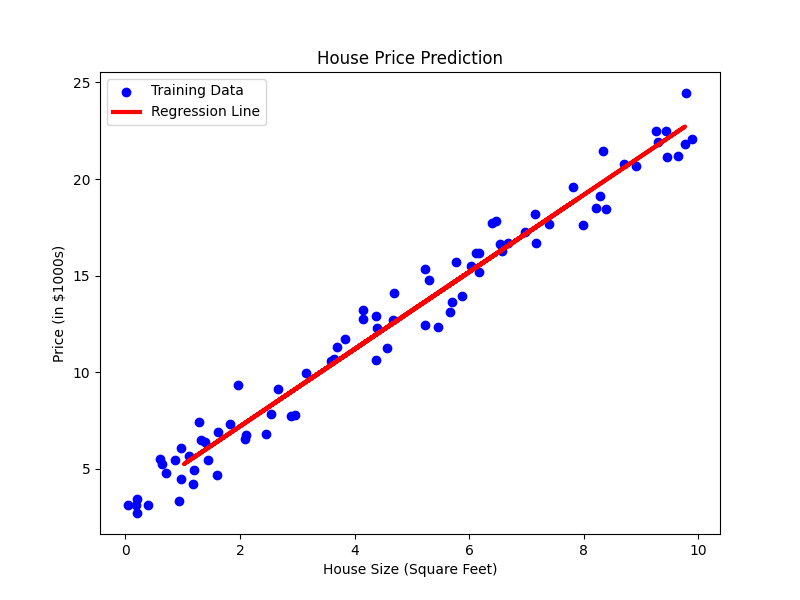 House Price Prediction
Training Data
Regression Line
25
20
15
10
5
Price (in $1000s)
0 2 4 6 8 10
House Size (Square Feet)